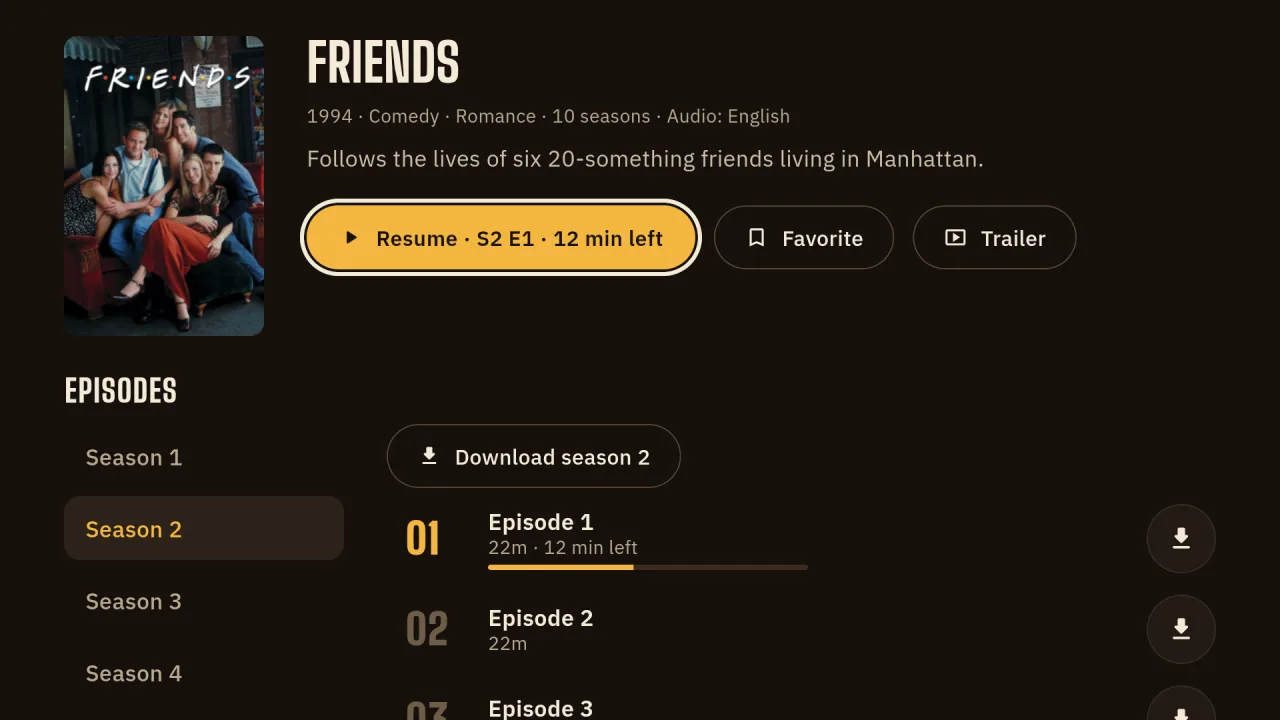 F·R·I·E·N·D·S
FRIENDS
1994 · Comedy · Romance · 10 seasons · Audio: English
Follows the lives of six 20-something friends living in Manhattan.
Resume · S2 E1 · 12 min left
Favorite
Trailer
EPISODES
Season 1
Season 2
Season 3
Season 4
Download season 2
01
Episode 1
22m · 12 min left
02
Episode 2
22m
03
Episode 3